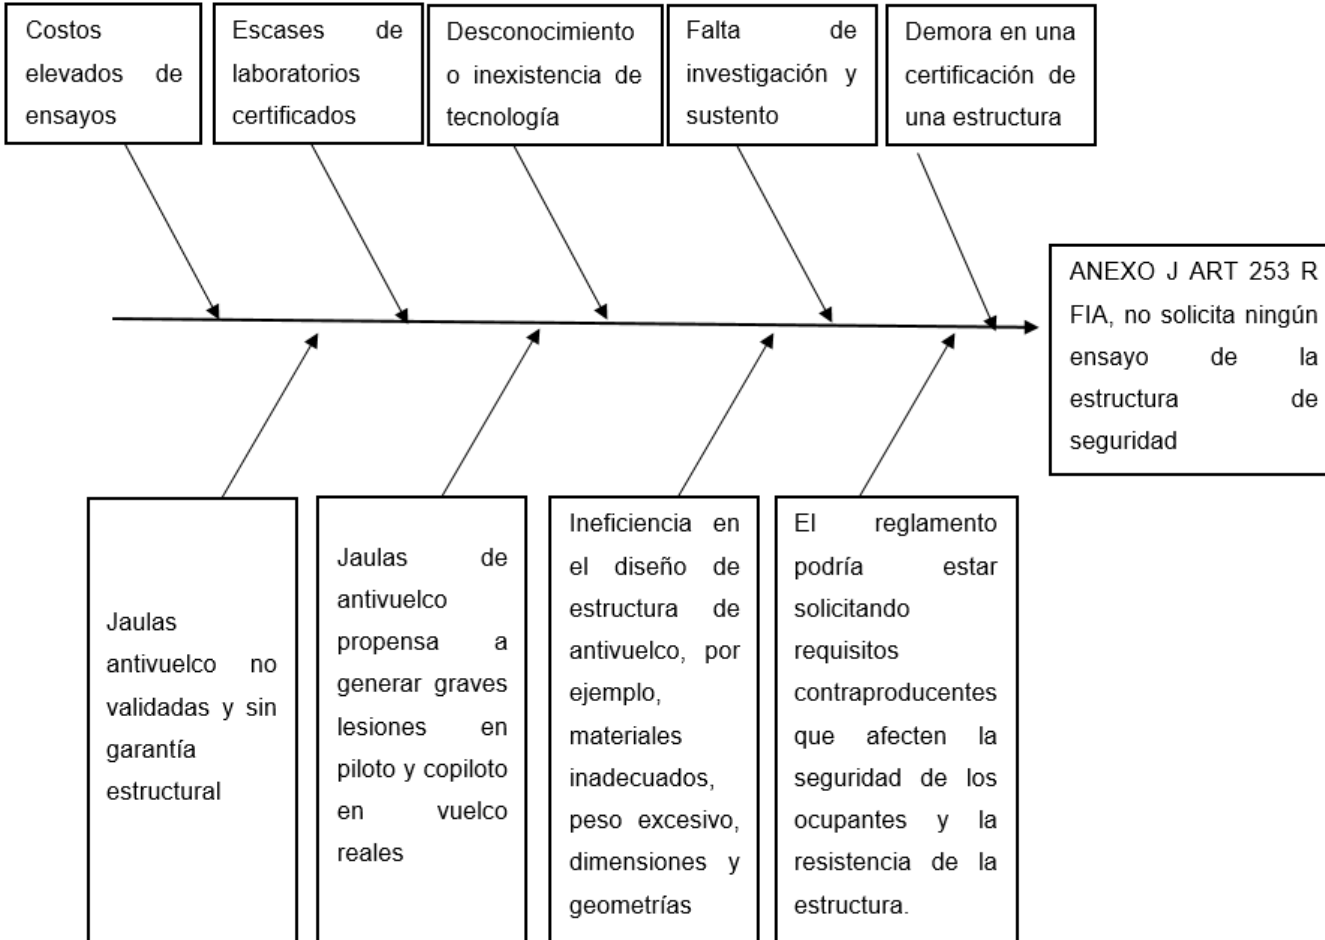 Costos
elevados de
ensayos
Escases de
laboratorios
certificados
Desconocimiento
o inexistencia de
tecnología
Falta de
investigación y
sustento
Demora en una
certificación de
una estructura
ANEXO J ART 253 R
FIA, no solicita ningún
ensayo de la
estructura de
seguridad
Jaulas
antivuelco no
validadas y sin
garantía
estructural
Jaulas de
antivuelco
propensa a
generar graves
lesiones en
piloto y copiloto
en vuelco
reales
Ineficiencia en
el diseño de
estructura de
antivuelco, por
ejemplo,
materiales
inadecuados,
peso excesivo,
dimensiones y
geometrías
El reglamento
podría estar
solicitando
requisitos
contraproducentes
que afecten la
seguridad de los
ocupantes y la
resistencia de la
estructura.